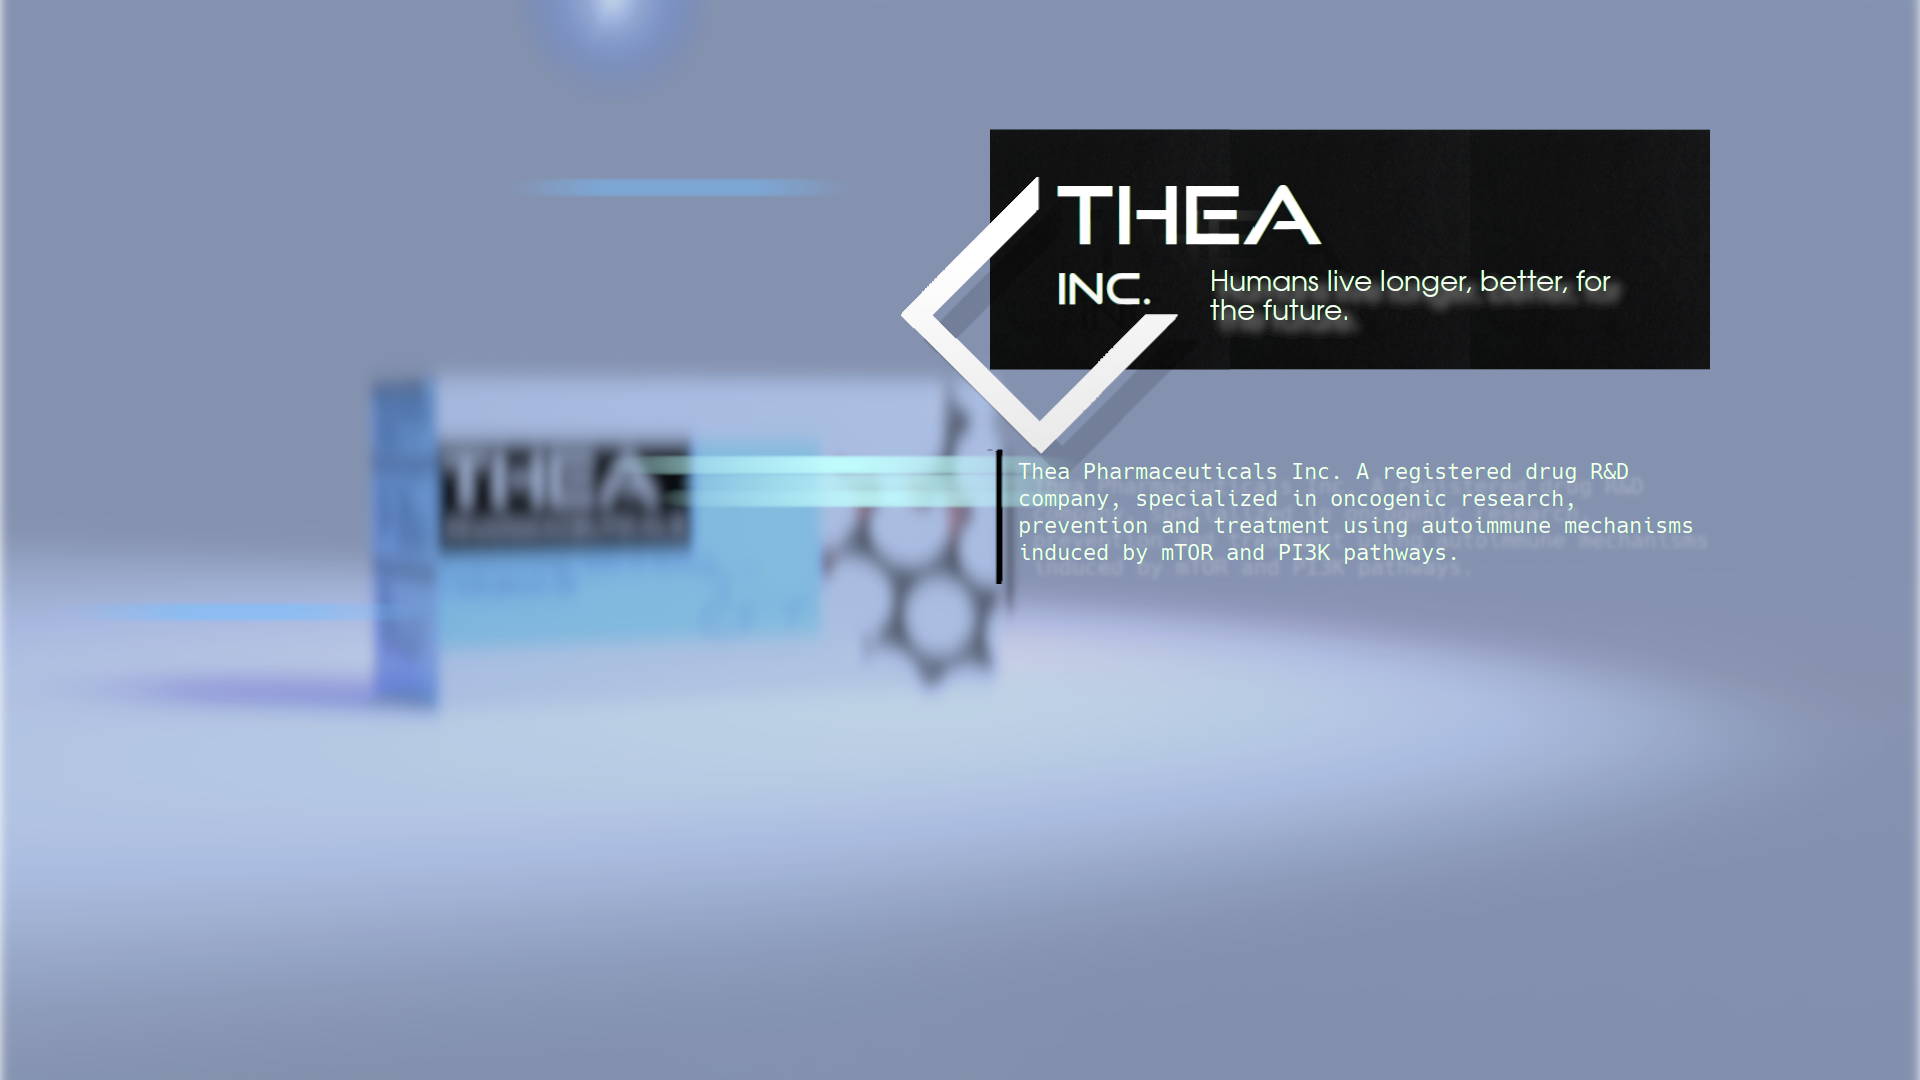 THEA
INC.
Humans live longer, better, for
the future.
THEA
Thea Pharmaceuticals Inc. A registered drug R&D
company, specialized in oncogenic research,
prevention and treatment using autoimmune mechanisms
induced by mTOR and PI3K pathways.